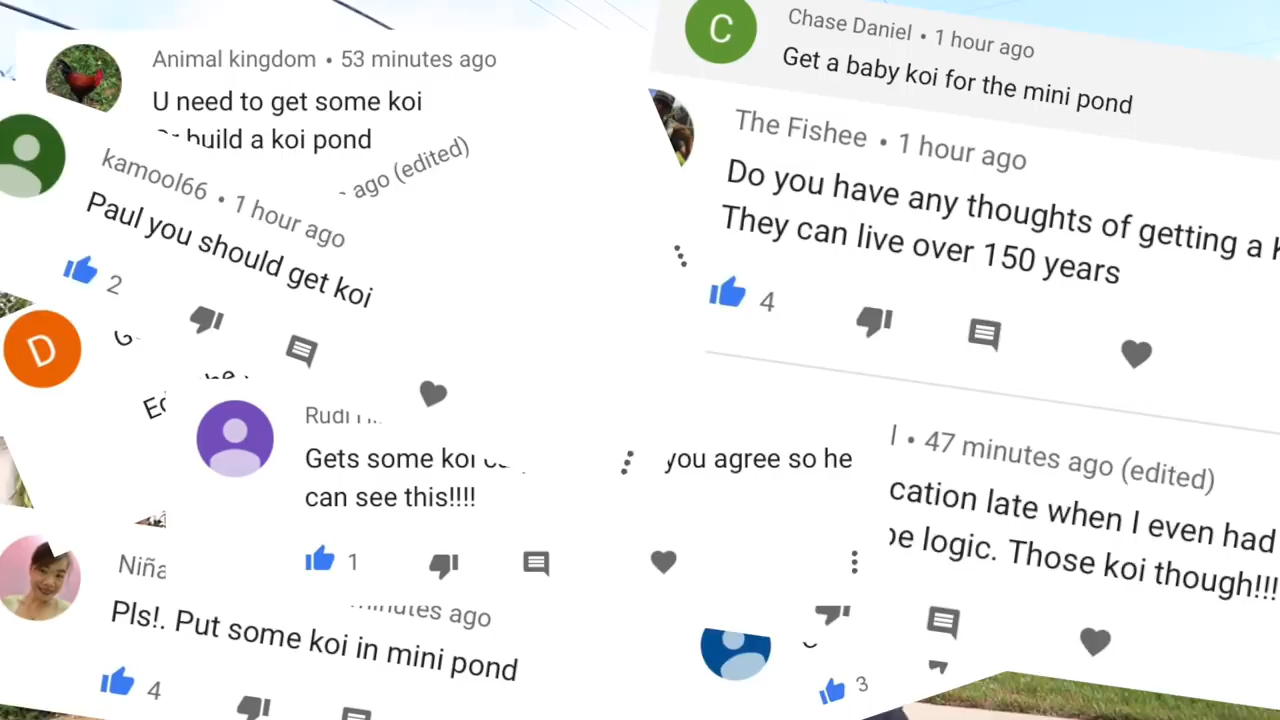 Animal kingdom • 53 minutes ago
U need to get some koi
build a koi pond
ago (edited)
kamool66 • 1 hour ago
Paul you should get koi
2
D
Gets some koi
you agree so he
can see this!!!!
1
Niña
minutes ago
Pls!. Put some koi in mini pond
4
C
Chase Daniel • 1 hour ago
Get a baby koi for the mini pond
The Fishee • 1 hour ago
Do you have any thoughts of getting a
They can live over 150 years
4
• 47 minutes ago (edited)
cation late when I even had
logic. Those koi though!!!
3